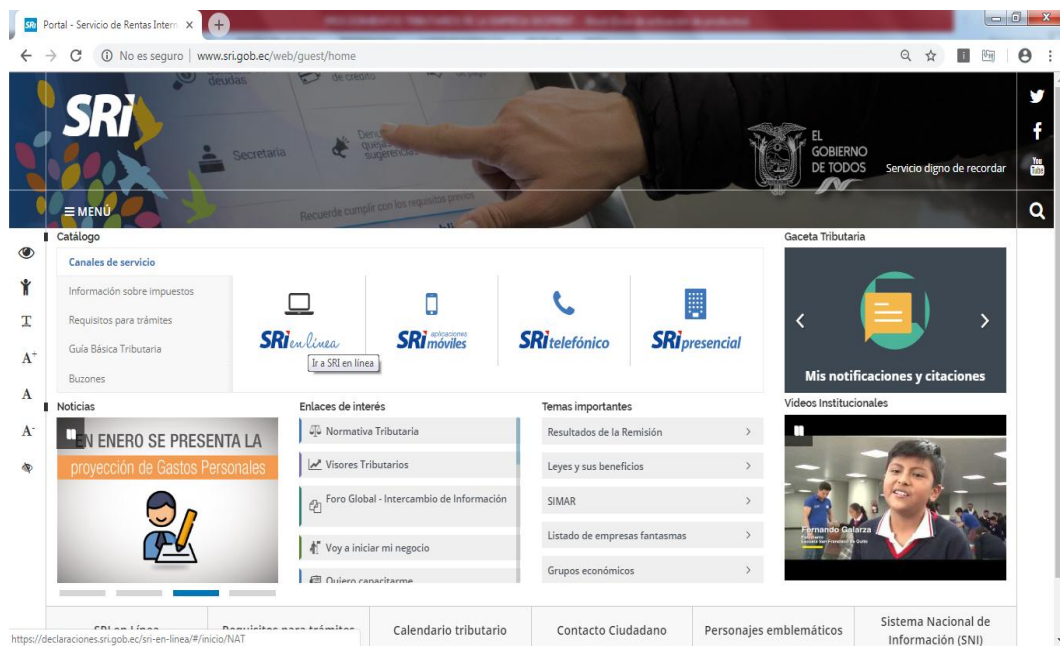 Portal - Servicio de Rentas Intern
No es seguro | www.sri.gob.ec/web/guest/home
deudas
de crédito
de pago
SRi
Secretaria
Denu
quejas
sugerencias
Recuerde cumplir con los requisitos previos
EL
GOBIERNO
DE TODOS
Servicio digno de recordar
You
Tube
MENÚ
Catálogo
Gaceta Tributaria
Canales de servicio
Información sobre impuestos
Requisitos para trámites
Guía Básica Tributaria
Buzones
SRi en línea
SRi aplicaciones móviles
SRi telefónico
SRi presencial
Ir a SRI en línea
Mis notificaciones y citaciones
T
A+
A
A-
Noticias
Enlaces de interés
Temas importantes
Videos Institucionales
EN ENERO SE PRESENTA LA
proyección de Gastos Personales
Normativa Tributaria
Visores Tributarios
Foro Global - Intercambio de Información
Voy a iniciar mi negocio
Quiero capacitarme
Resultados de la Remisión
Leyes y sus beneficios
SIMAR
Listado de empresas fantasmas
Grupos económicos
Fernando Galarza
SRI en Línea
Requisitos para trámites
Calendario tributario
Contacto Ciudadano
Personajes emblemáticos
Sistema Nacional de
Información (SNI)
https://declaraciones.sri.gob.ec/sri-en-linea/#/inicio/NAT